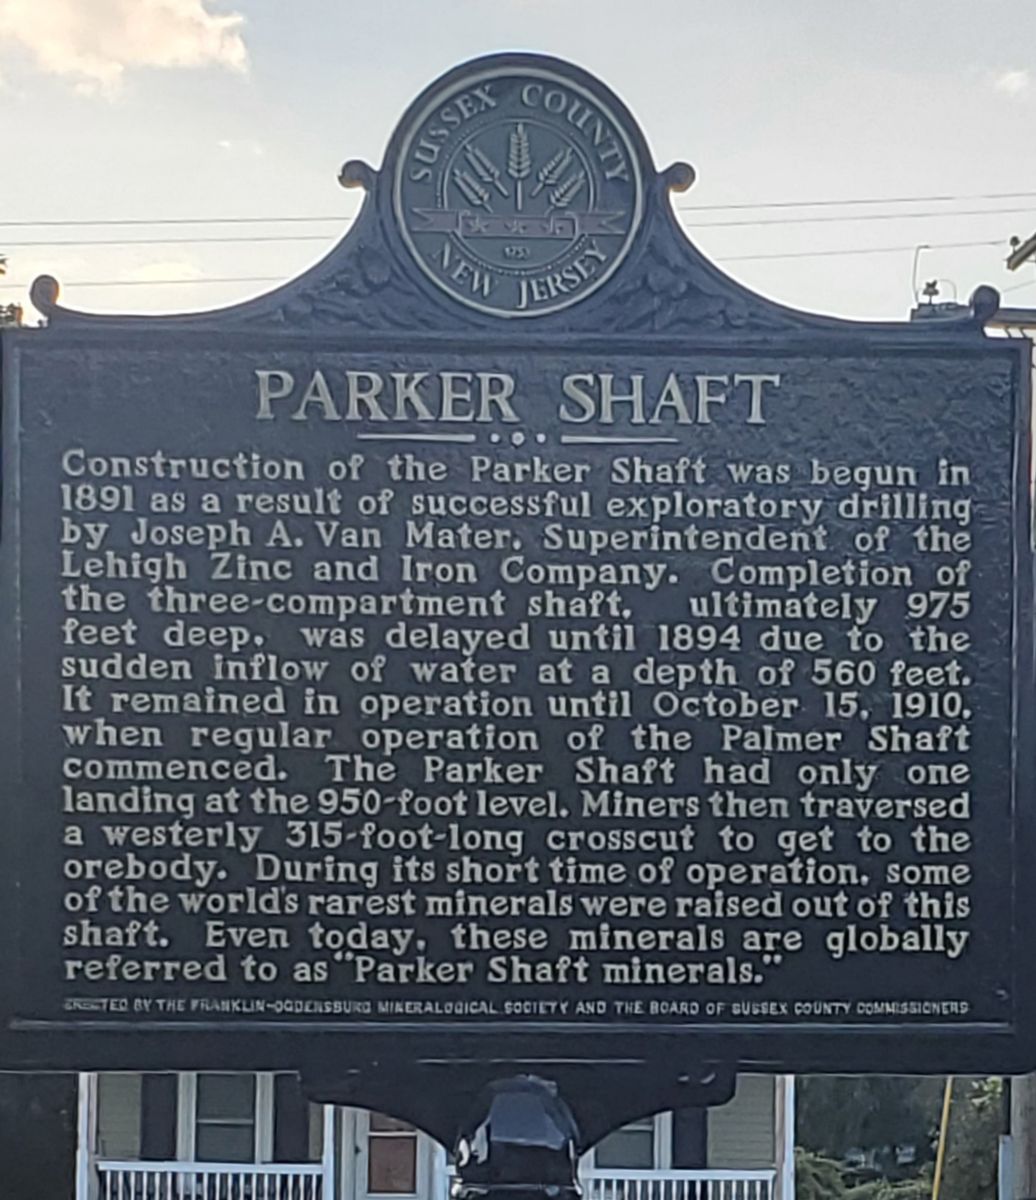 SUSSEX COUNTY
1753
NEW JERSEY
PARKER SHAFT
Construction of the Parker Shaft was begun in
1891 as a result of successful exploratory drilling
by Joseph A. Van Mater, Superintendent of the
Lehigh Zinc and Iron Company. Completion of
the three-compartment shaft, ultimately 975
feet deep, was delayed until 1894 due to the
sudden inflow of water at a depth of 560 feet.
It remained in operation until October 15, 1910,
when regular operation of the Palmer Shaft
commenced. The Parker Shaft had only one
landing at the 950-foot level. Miners then traversed
a westerly 315-foot-long crosscut to get to the
orebody. During its short time of operation, some
of the world's rarest minerals were raised out of this
shaft. Even today, these minerals are globally
referred to as "Parker Shaft minerals."
ERECTED BY THE FRANKLIN-OGDENSBURG MINERALOGICAL SOCIETY AND THE BOARD OF SUSSEX COUNTY COMMISSIONERS